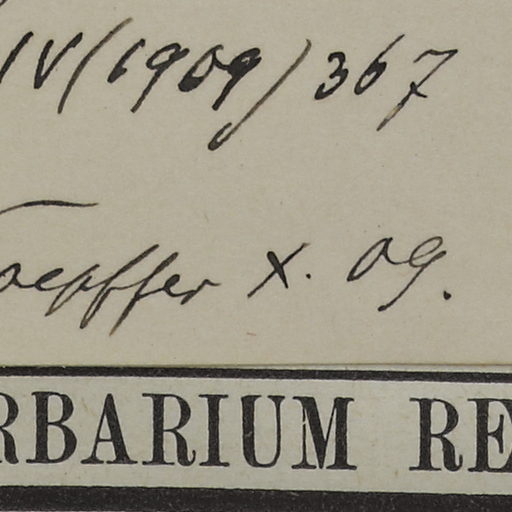 IV (1909) 367
oepffer X. 09.
RBARIUM RE